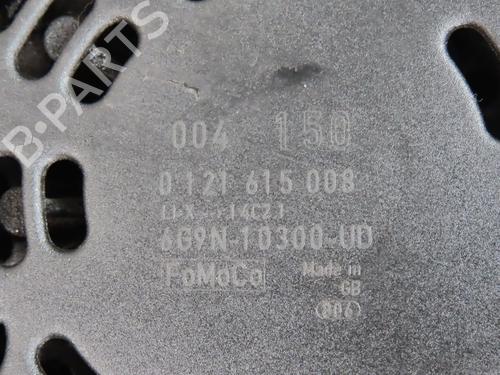 B-PARTS
004 150
0 121 615 008
6G9N-10300-UD
FoMoCo Made in
GB